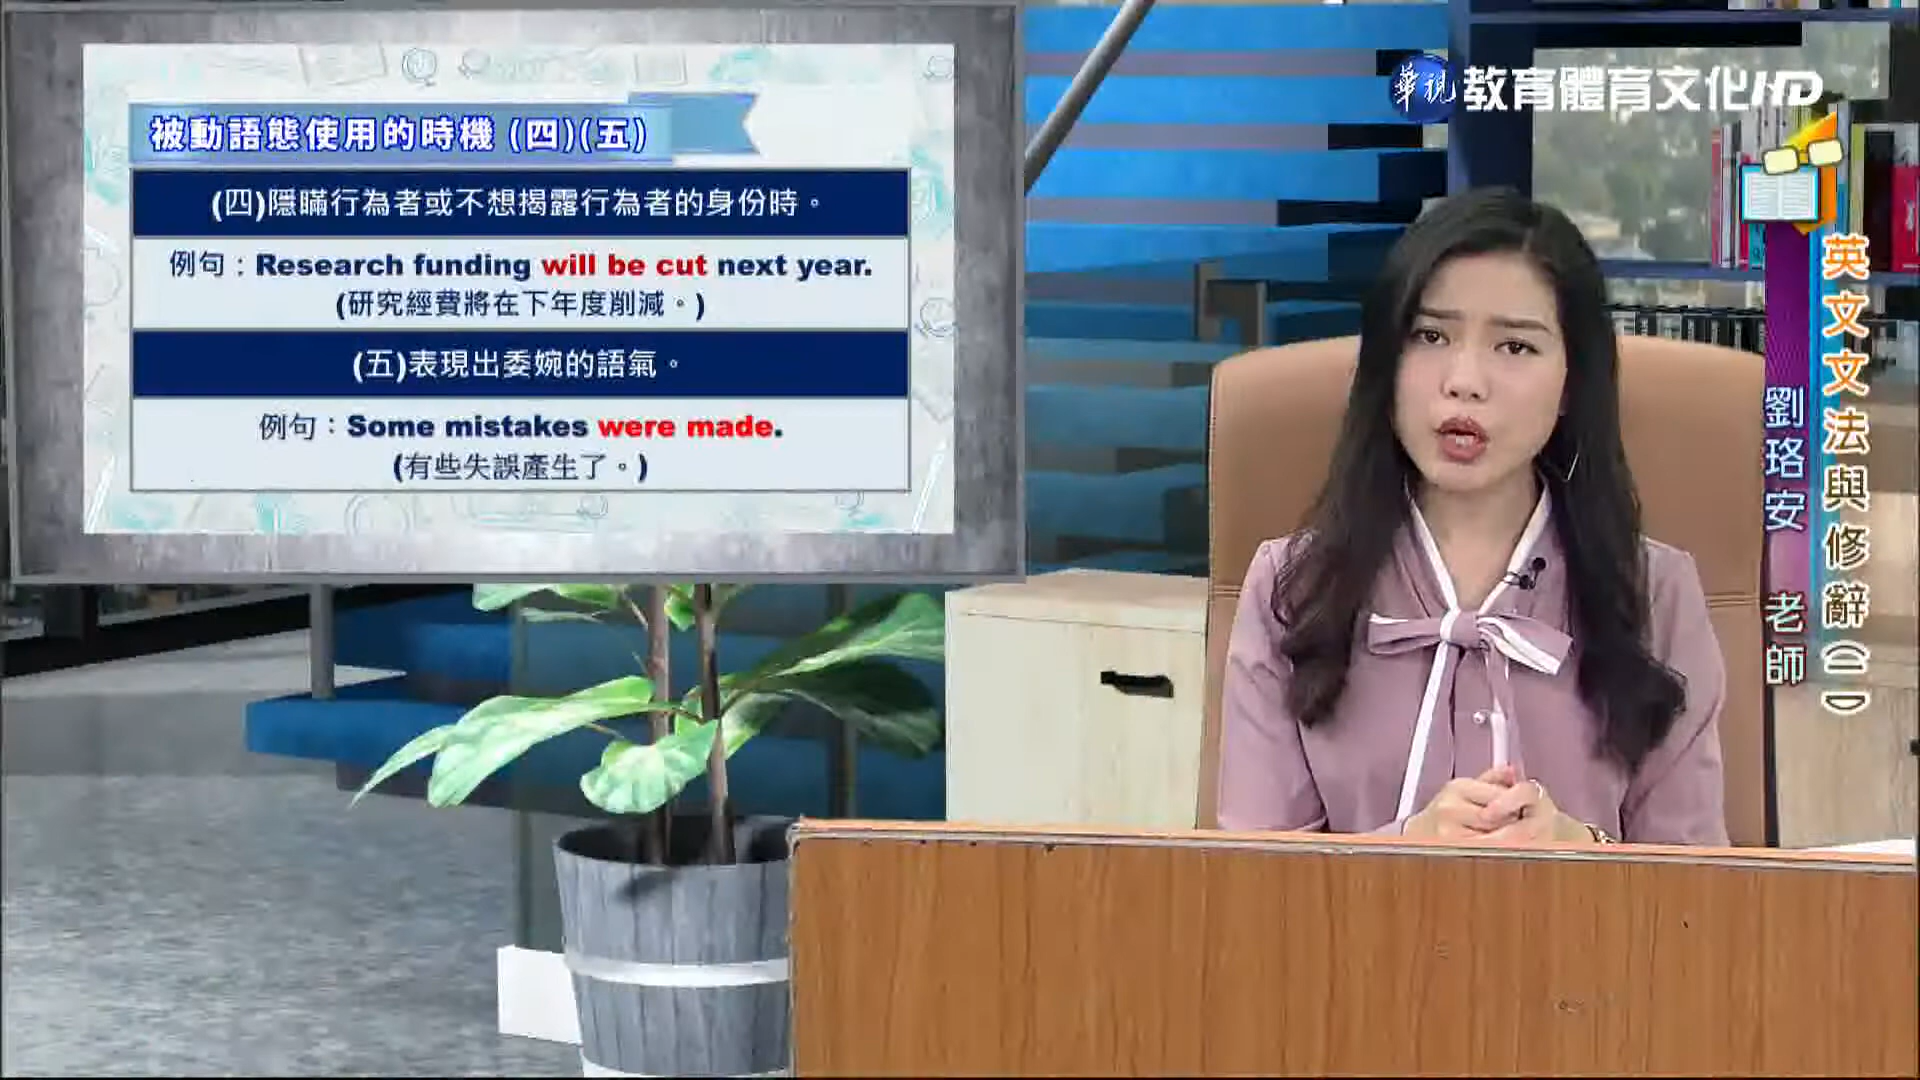 被動語態使用的時機 (四)(五)
(四)隱瞞行為者或不想揭露行為者的身份時。
例句：Research funding will be cut next year.
(研究經費將在下年度削減。)
(五)表現出委婉的語氣。
例句：Some mistakes were made.
(有些失誤產生了。)
華視 教育體育文化HD
英文文法與修辭(二)
劉珞安 老師